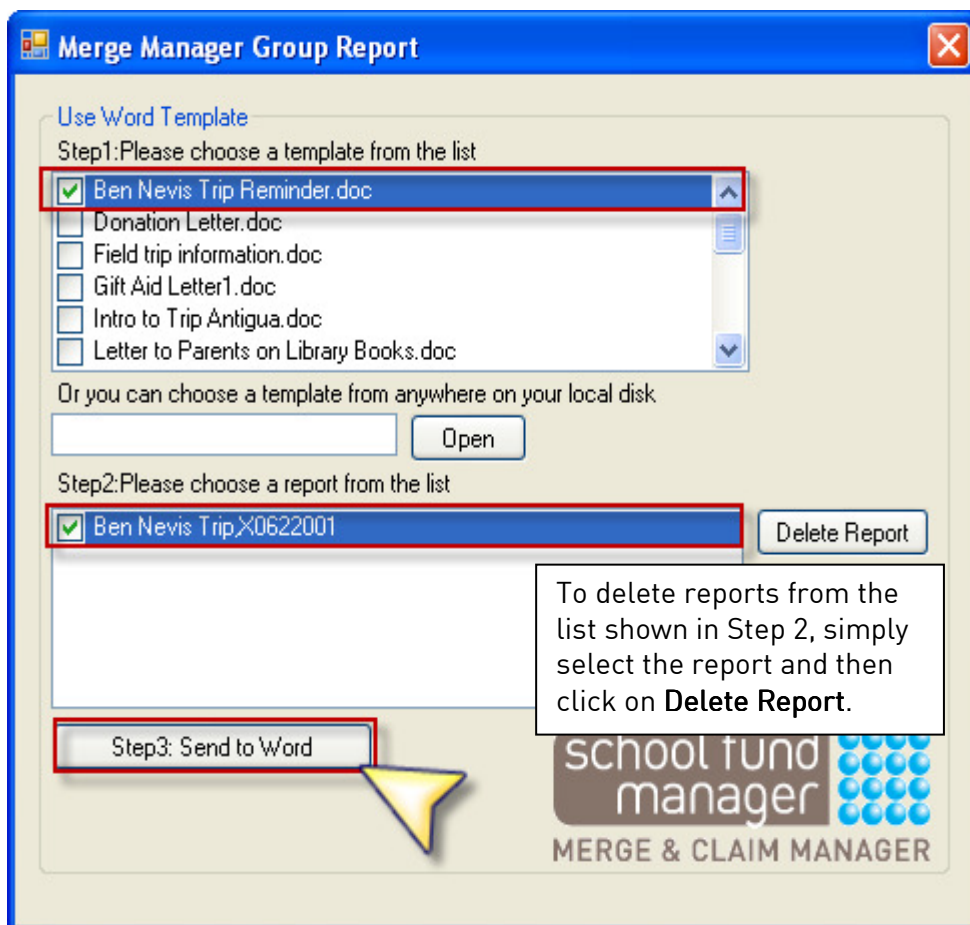 Merge Manager Group Report
Use Word Template
Step1:Please choose a template from the list
Ben Nevis Trip Reminder.doc
Donation Letter.doc
Field trip information.doc
Gift Aid Letter1.doc
Intro to Trip Antigua.doc
Letter to Parents on Library Books.doc
Or you can choose a template from anywhere on your local disk
Open
Step2:Please choose a report from the list
Ben Nevis Trip,X0622001
Delete Report
To delete reports from the
list shown in Step 2, simply
select the report and then
click on Delete Report.
Step3: Send to Word
school fund
manager
MERGE & CLAIM MANAGER